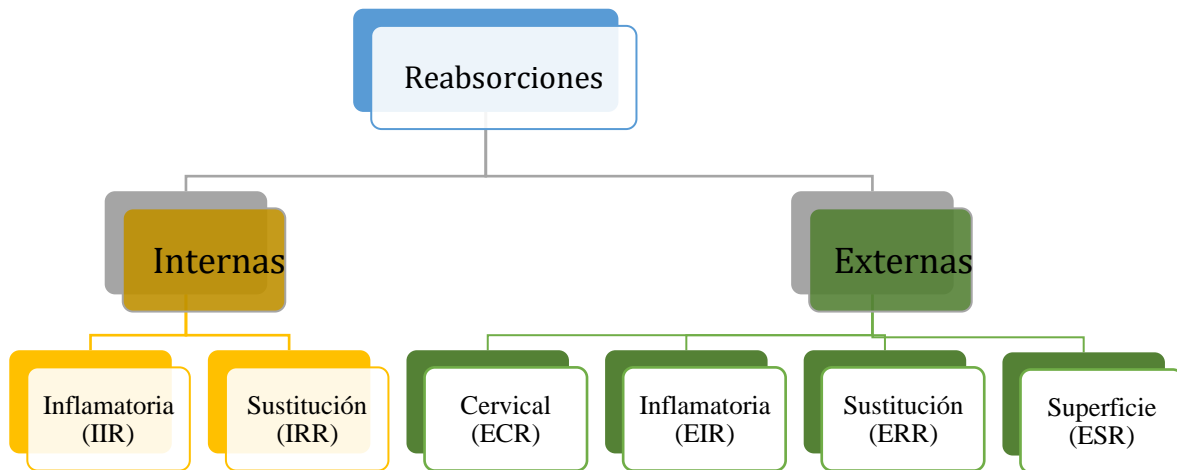 Reabsorciones
Internas
Externas
Inflamatoria
(IIR)
Sustitución
(IRR)
Cervical
(ECR)
Inflamatoria
(EIR)
Sustitución
(ERR)
Superficie
(ESR)